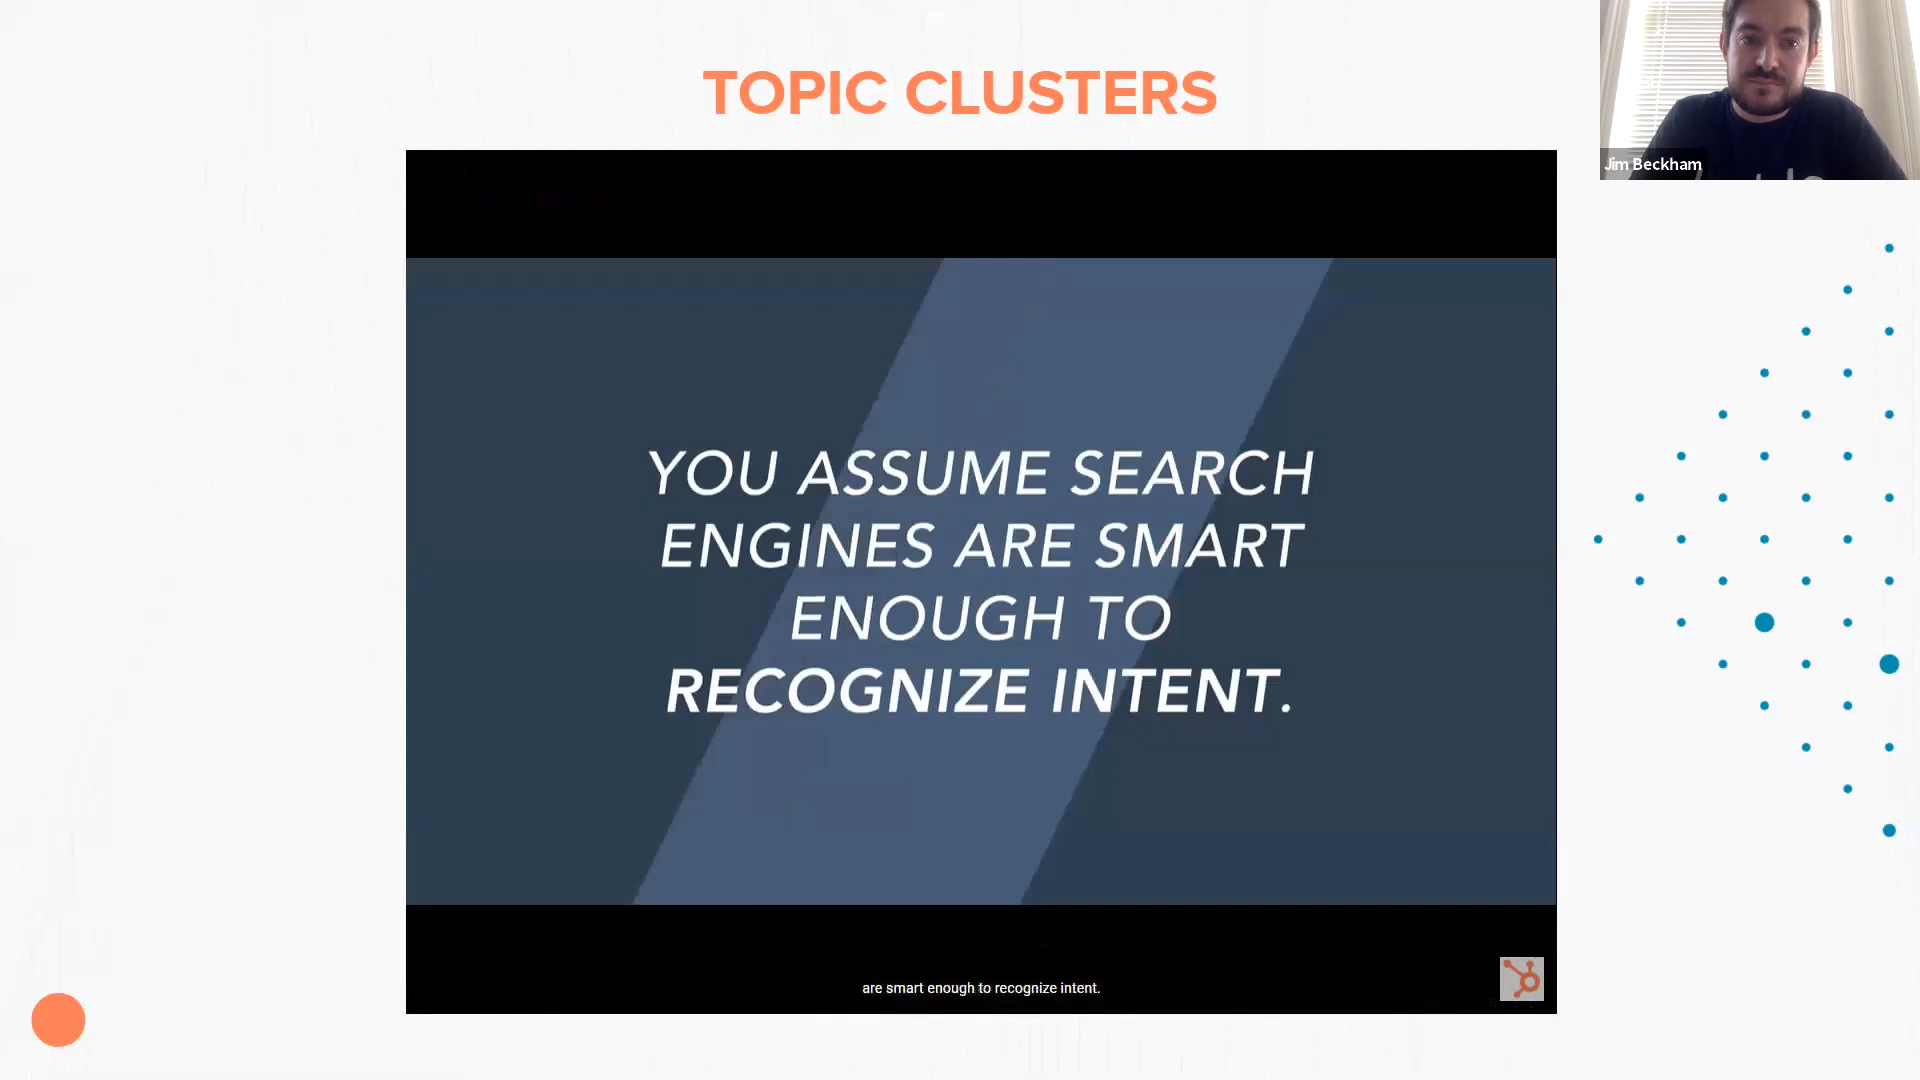 TOPIC CLUSTERS
Jim Beckham
YOU ASSUME SEARCH
ENGINES ARE SMART
ENOUGH TO
RECOGNIZE INTENT.
are smart enough to recognize intent.